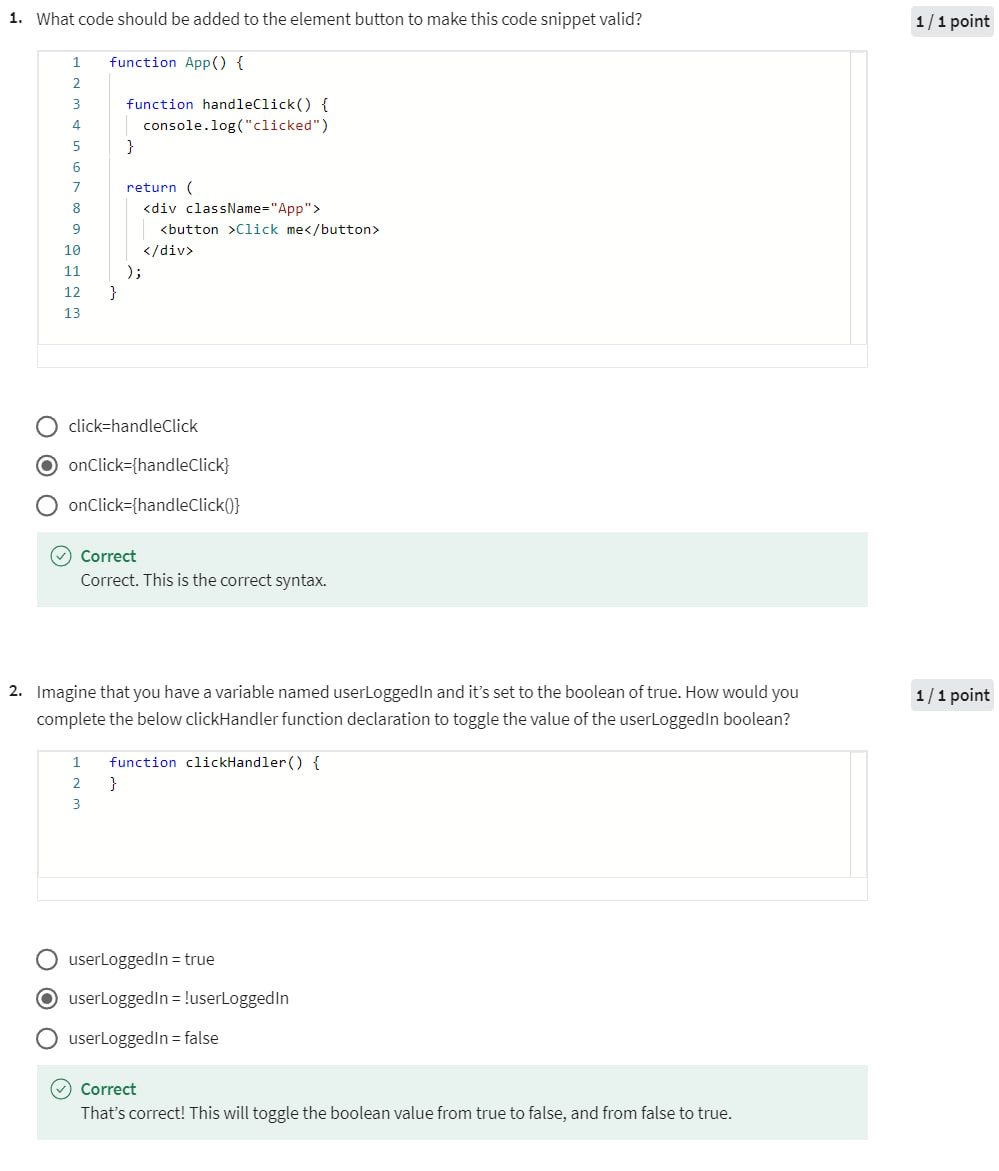 1. What code should be added to the element button to make this code snippet valid?
1 / 1 point
1 function App() {
2
3 function handleClick() {
4 console.log("clicked")
5 }
6
7 return (
8 <div className="App">
9 <button >Click me</button>
10 </div>
11 );
12 }
13
click=handleClick
onClick={handleClick}
onClick={handleClick()}
Correct
Correct. This is the correct syntax.
2. Imagine that you have a variable named userLoggedIn and it’s set to the boolean of true. How would you
complete the below clickHandler function declaration to toggle the value of the userLoggedIn boolean?
1 / 1 point
1 function clickHandler() {
2 }
3
userLoggedIn = true
userLoggedIn = !userLoggedIn
userLoggedIn = false
Correct
That’s correct! This will toggle the boolean value from true to false, and from false to true.